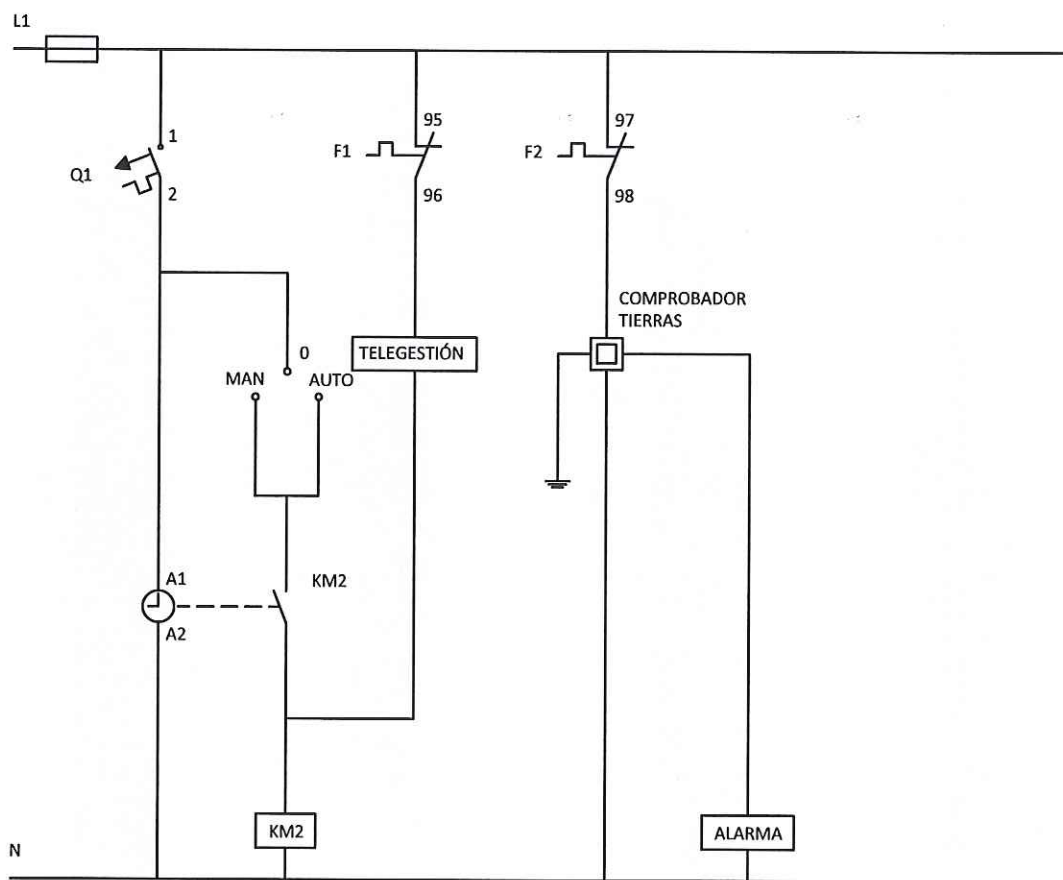 L1
1
Q1
2
95
F1
96
97
F2
98
COMPROBADOR
TIERRAS
0
TELEGESTIÓN
MAN
AUTO
A1
KM2
A2
KM2
ALARMA
N